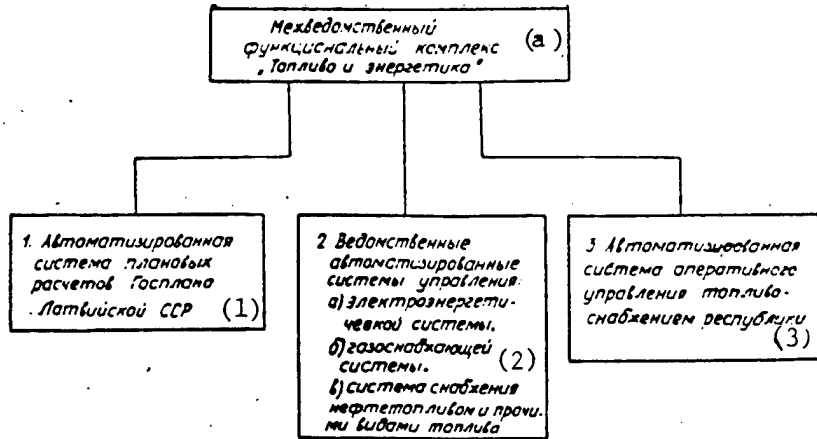 Межведомственный
функциональный комплекс (a)
„Топливо и энергетика"
1. Автоматизированная
система плановых
расчетов Госплана
Латвийской ССР (1)
2 Ведомственные
автоматизированные
системы управления:
а) электроэнергети-
чевкой системы.
б) газоснабжающей
системы. (2)
в) система снабжения
нефтетопливом и прочи-
ми видами топлива
3 Автоматизированная
система оперативного
управления топливо-
снабжением республики
(3)